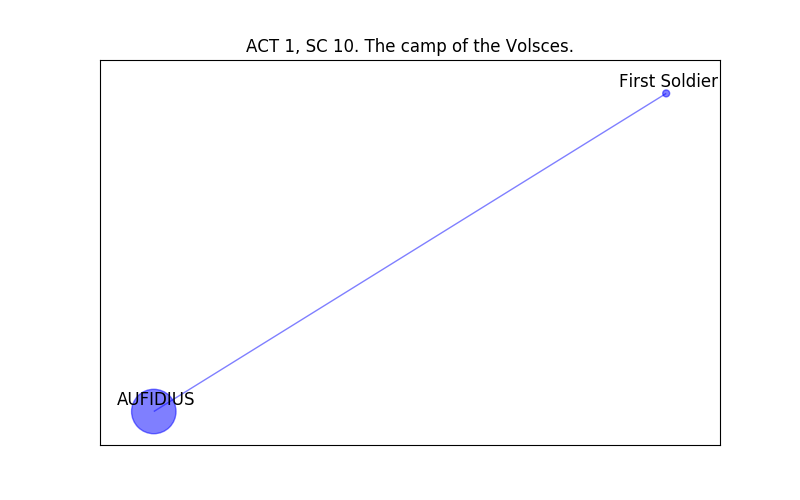 ACT 1, SC 10. The camp of the Volsces.
First Soldier
AUFIDIUS